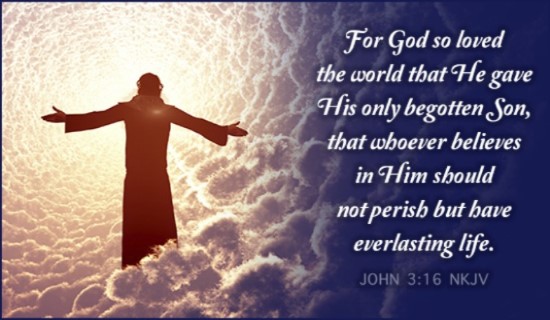 For God so loved
the world that He gave
His only begotten Son,
that whoever believes
in Him should
not perish but have
everlasting life.
JOHN 3:16 NKJV